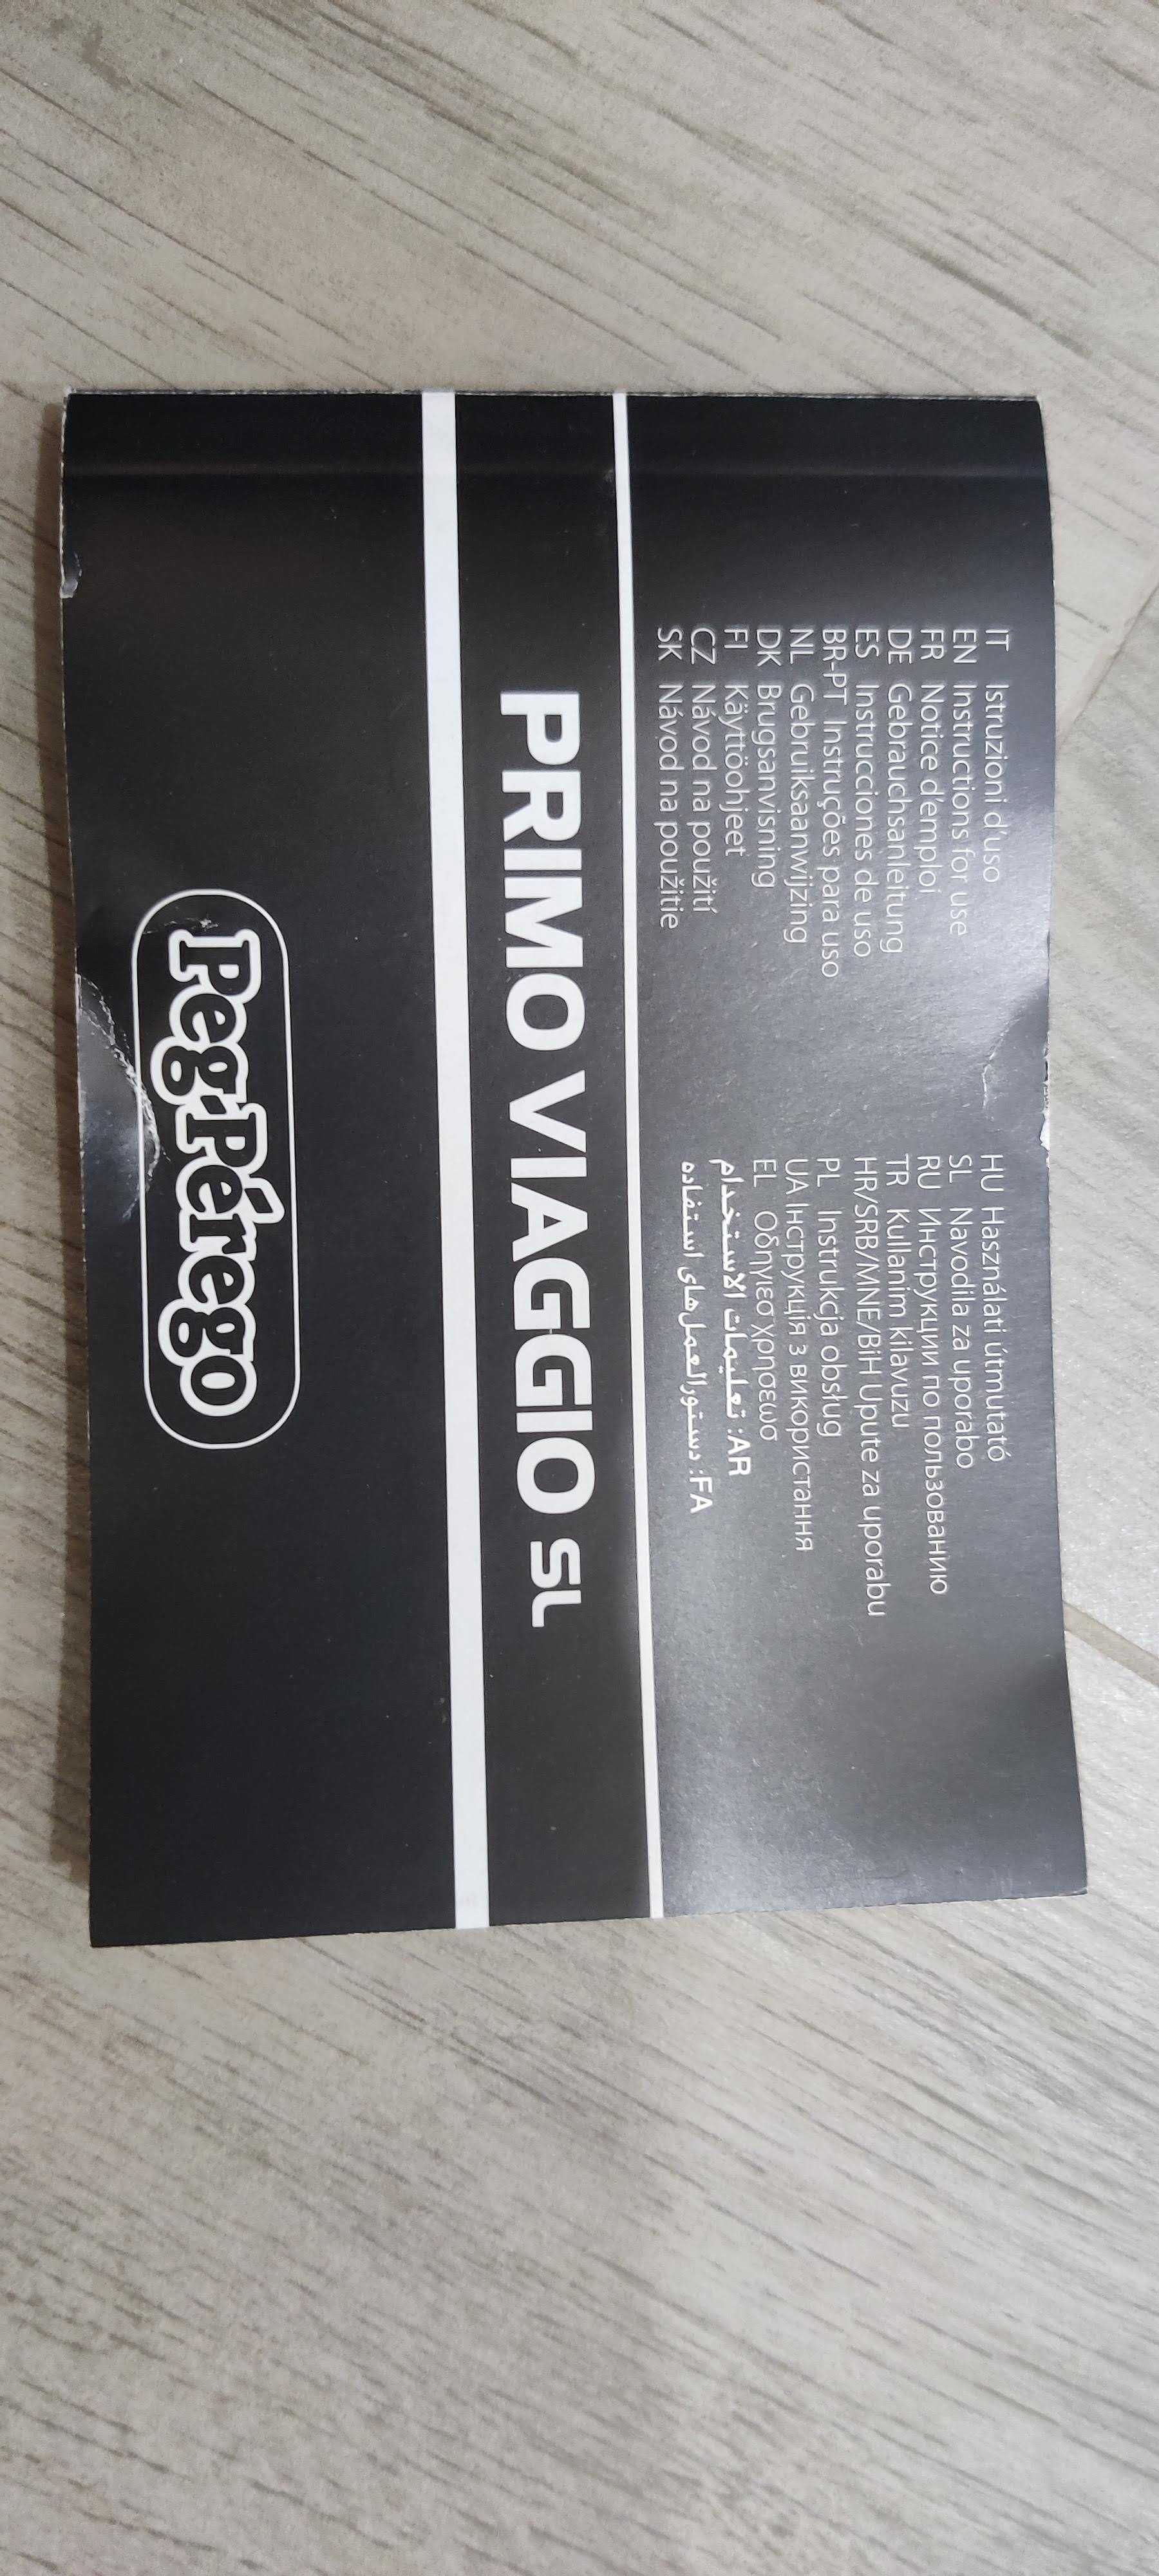 IT Istruzioni d'uso
EN Instructions for use
FR Notice d'emploi
DE Gebrauchsanleitung
ES Instrucciones de uso
BR-PT Instruções para uso
NL Gebruiksaanwijzing
DK Brugsanvisning
FI Käyttöohjeet
CZ Návod na použití
SK Návod na použitie
HU Használati útmutató
SL Navodila za uporabo
RU Инструкции по пользованию
TR Kullanim kilavuzu
HR/SRB/MNE/BiH Upute za uporabu
PL Instrukcja obsług
UA Інструкція з використання
EL Οδηγιεσ χρησεωσ
AR: تعليمات الاستخدام
FA: دستورالعمل‌های استفاده
PRIMO VIAGGIO SL
Peg-Pérego